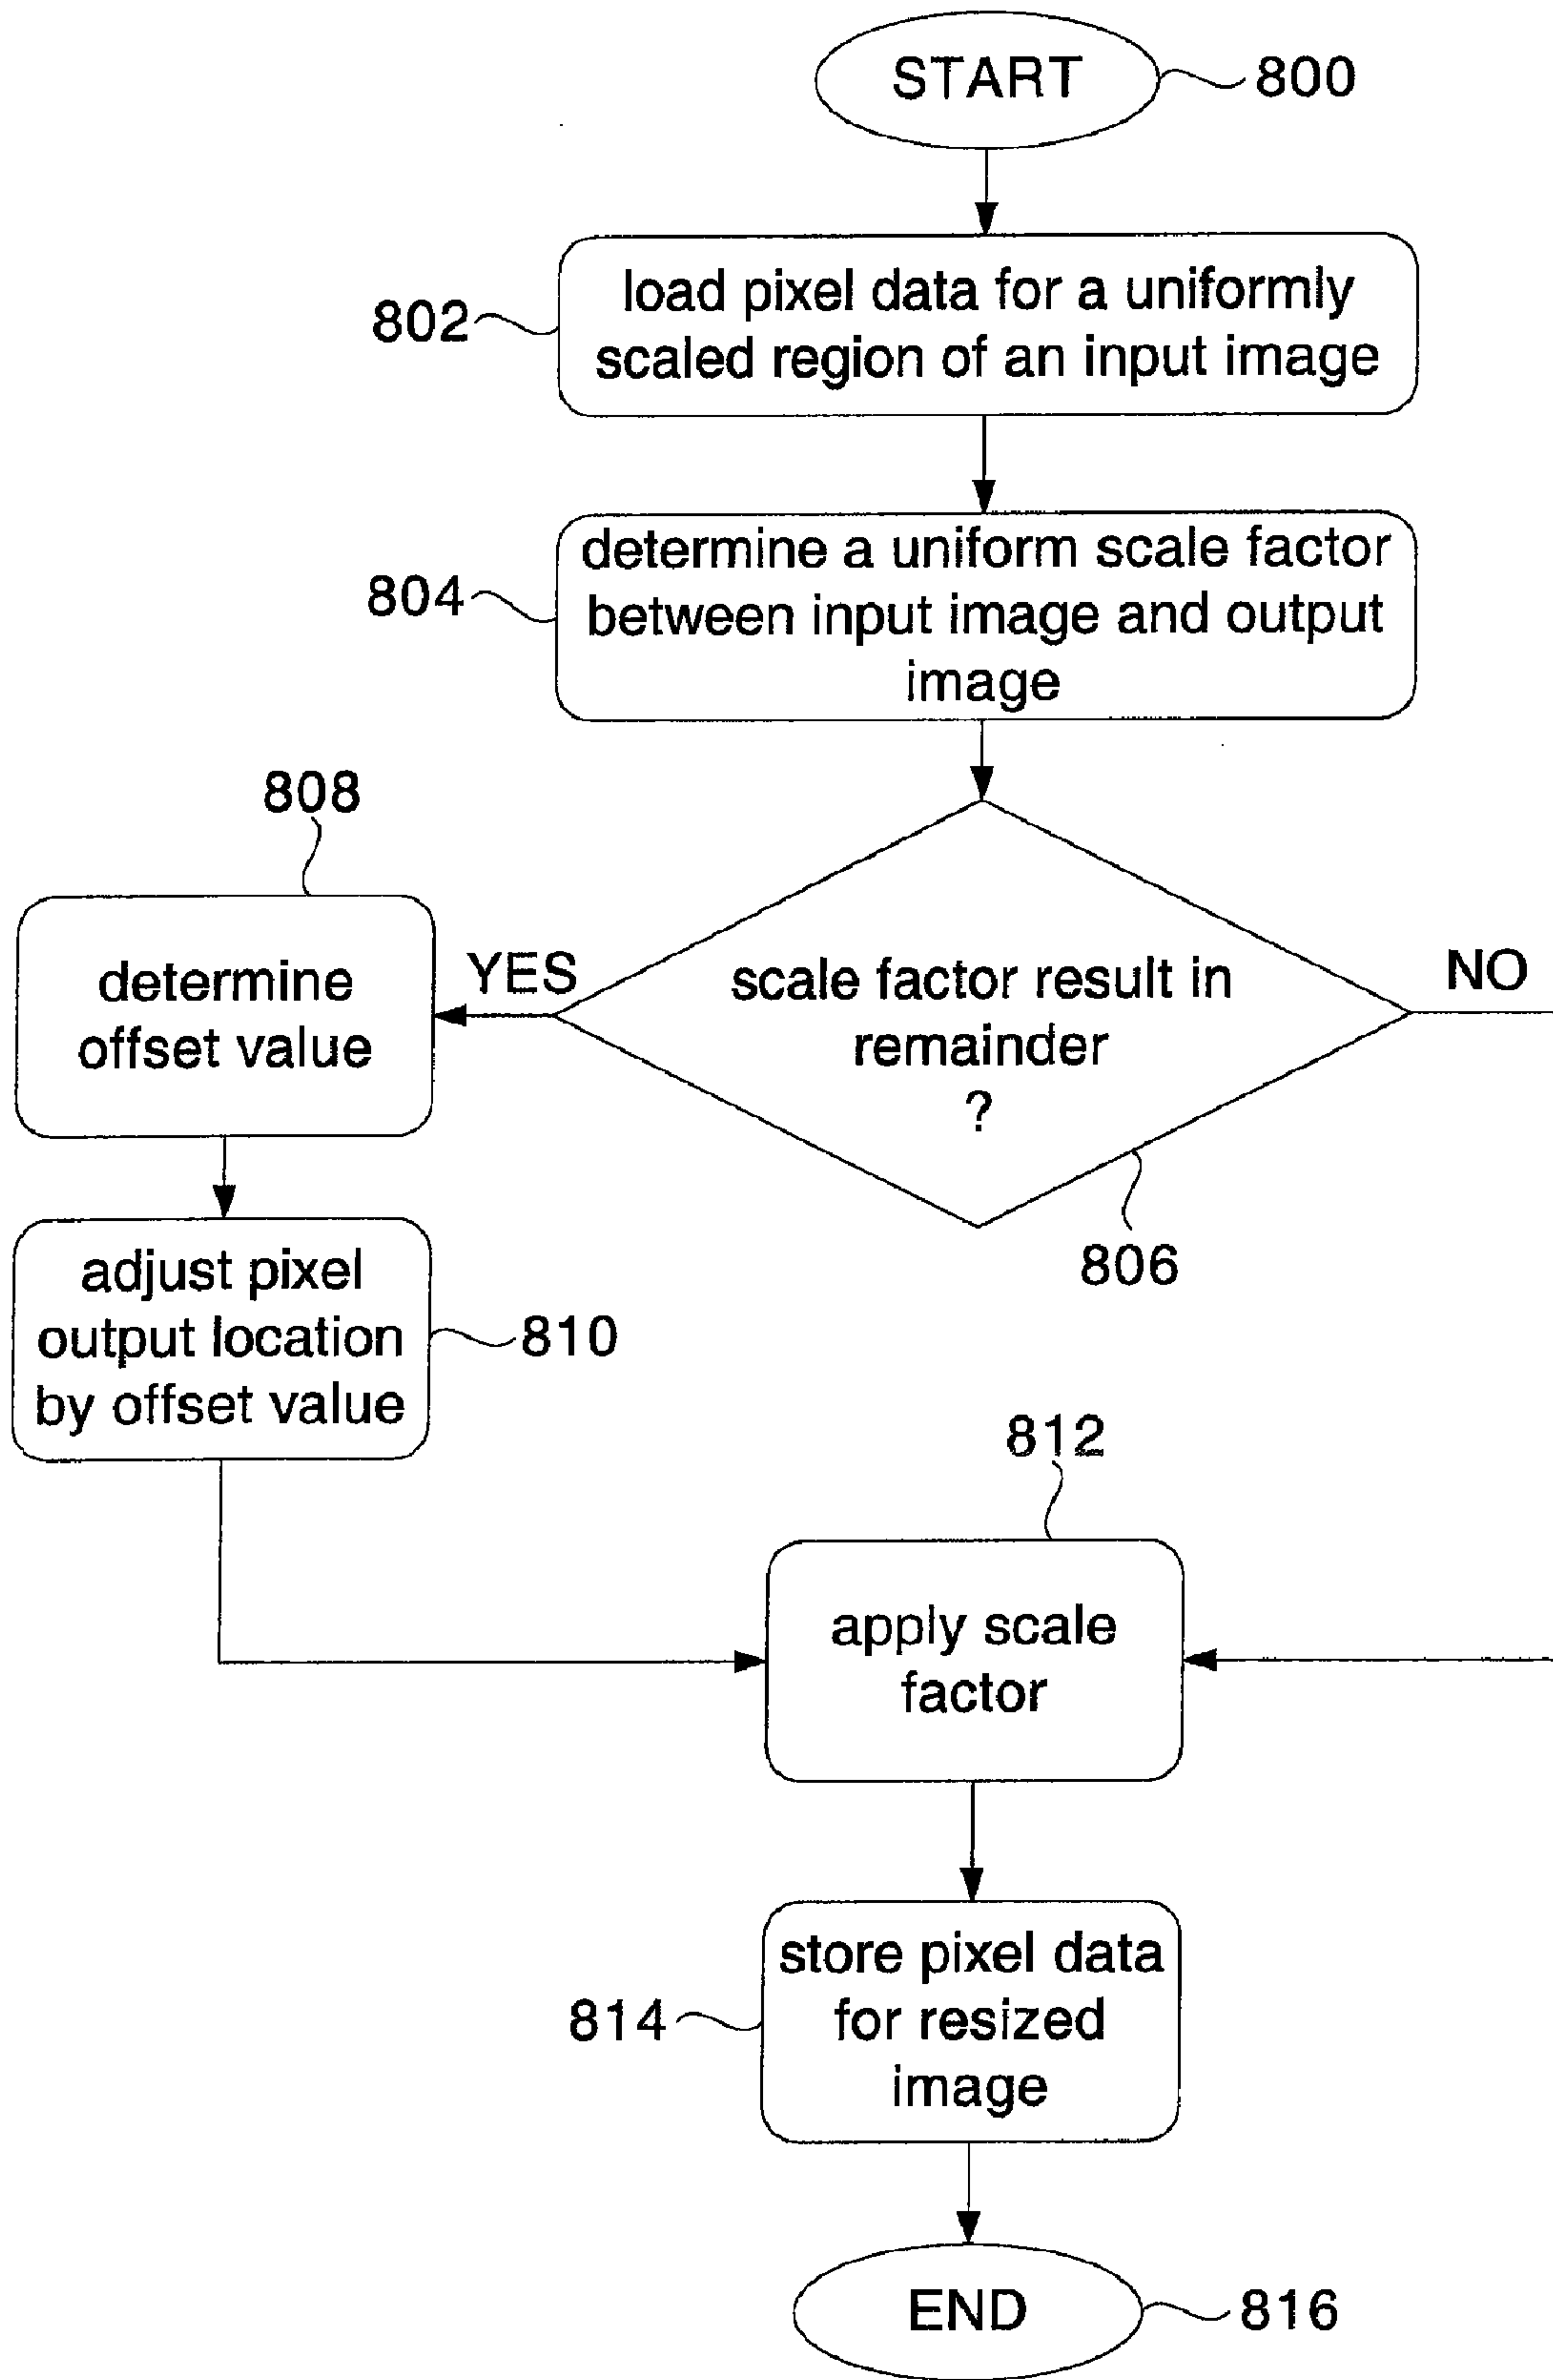 START
800
802
load pixel data for a uniformly
scaled region of an input image
804
determine a uniform scale factor
between input image and output
image
808
determine
offset value
YES
scale factor result in
remainder
?
NO
806
adjust pixel
output location
by offset value
810
812
apply scale
factor
814
store pixel data
for resized
image
END
816